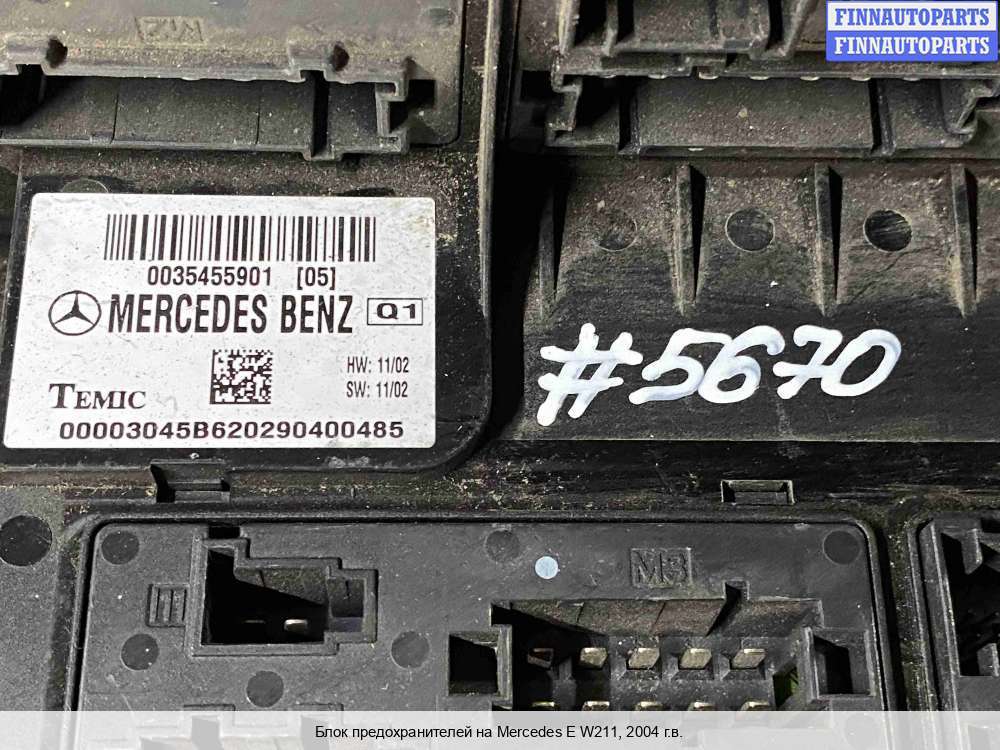 FINNAUTOPARTS
FINNAUTOPARTS
0035455901 [05]
MERCEDES BENZ Q1
HW: 11/02
TEMIC SW: 11/02
00003045B620290400485
#5670
M3
Блок предохранителей на Mercedes E W211, 2004 г.в.